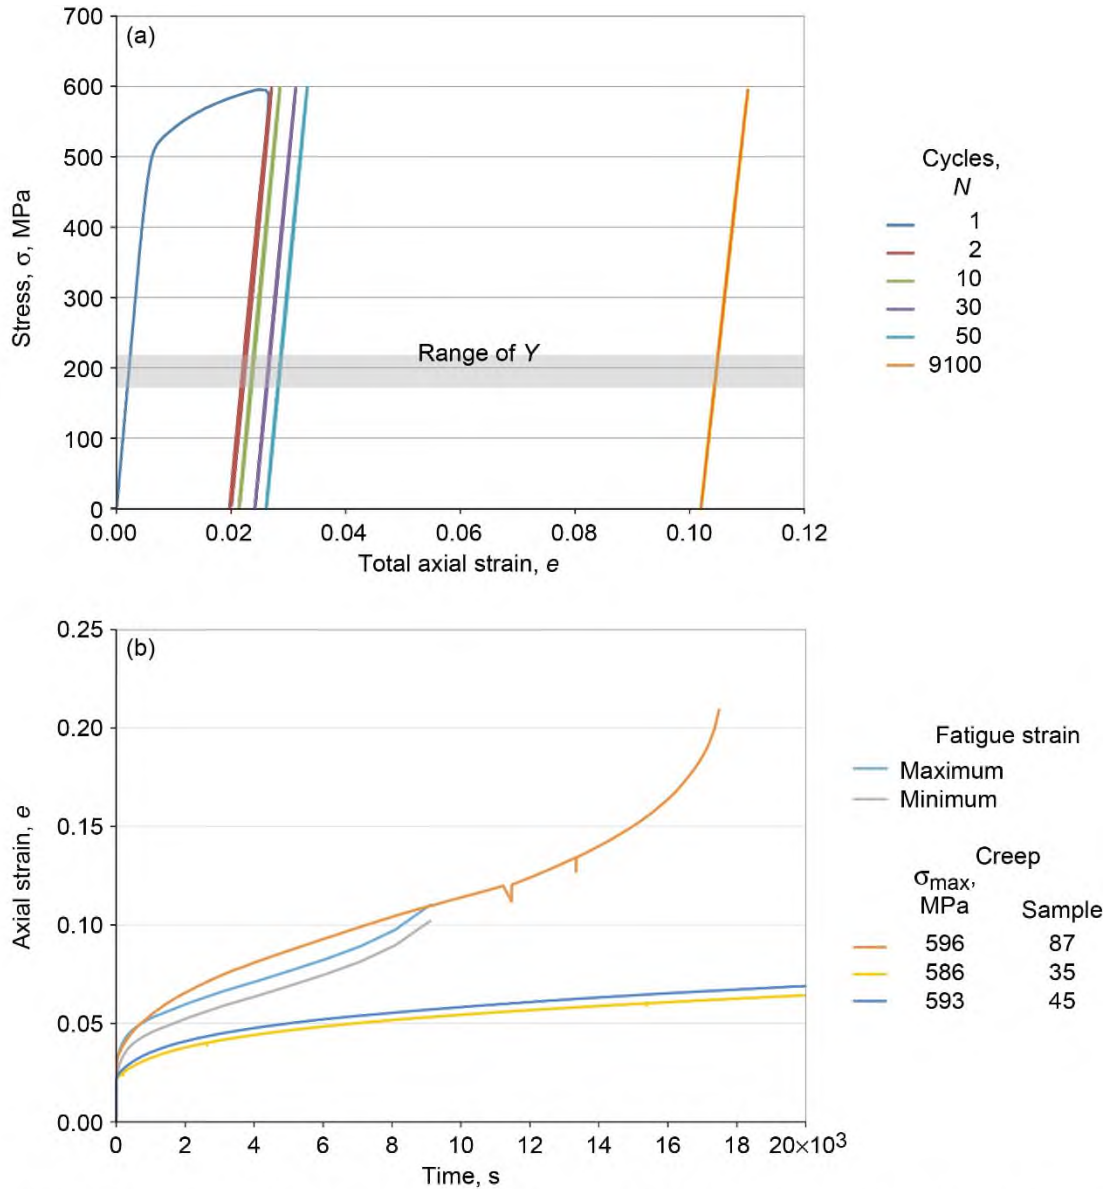 (a)
700
600
500
400
300
200
100
0
Stress, σ, MPa
Range of Y
0.00 0.02 0.04 0.06 0.08 0.10 0.12
Total axial strain, e
Cycles,
N
1
2
10
30
50
9100
(b)
0.25
0.20
0.15
0.10
0.05
0.00
Axial strain, e
0 2 4 6 8 10 12 14 16 18 20×10³
Time, s
Fatigue strain
Maximum
Minimum
Creep
σmax,
MPa Sample
596 87
586 35
593 45